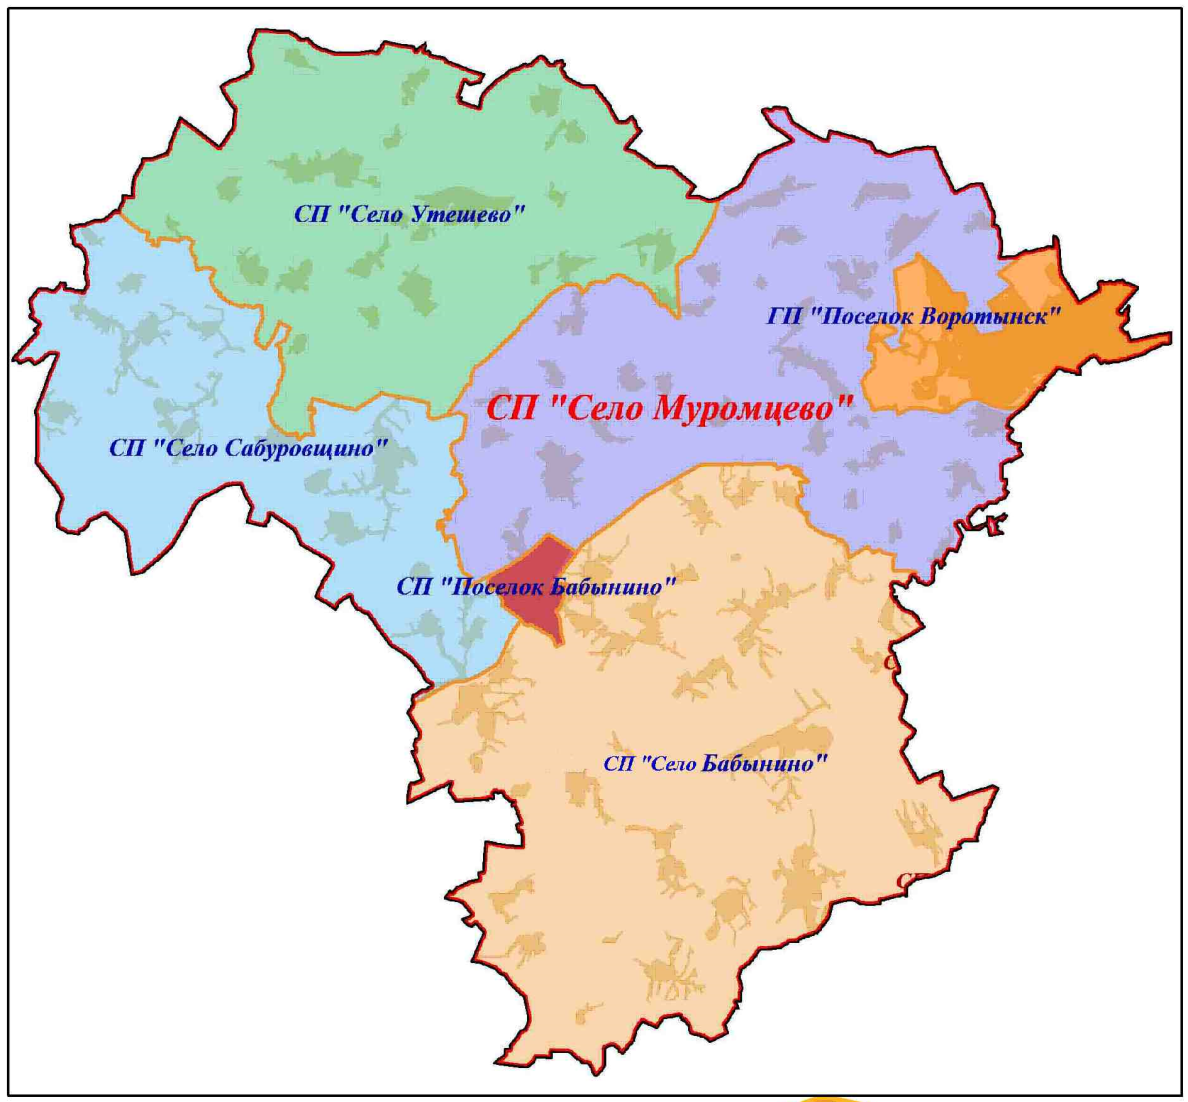 СП "Село Утешево"
ГП "Поселок Воротынск"
СП "Село Муромцево"
СП "Село Сабуровщино"
СП "Поселок Бабынино"
СП "Село Бабынино"